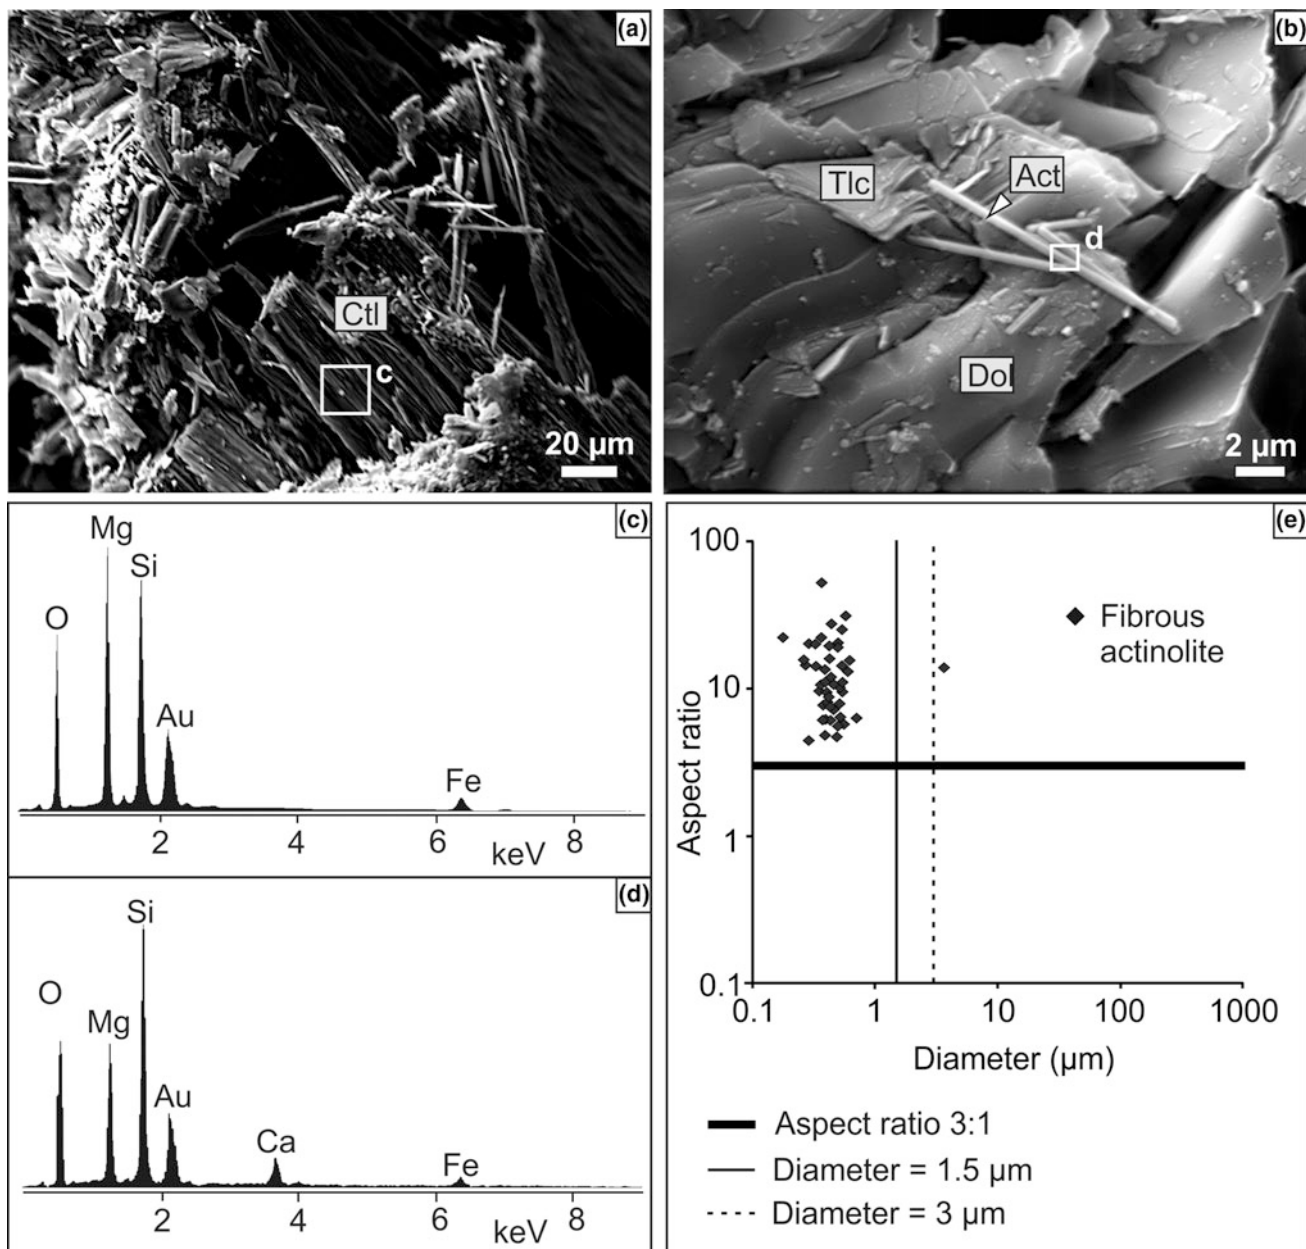 (a)
Ctl
c
20 µm
(b)
Tlc
Act
d
Dol
2 µm
(c)
O
Mg
Si
Au
Fe
2
4
6
8
keV
(d)
O
Mg
Si
Au
Ca
Fe
2
4
6
8
keV
(e)
100
10
1
0.1
Aspect ratio
Fibrous
actinolite
0.1
1
10
100
1000
Diameter (µm)
Aspect ratio 3:1
Diameter = 1.5 µm
Diameter = 3 µm